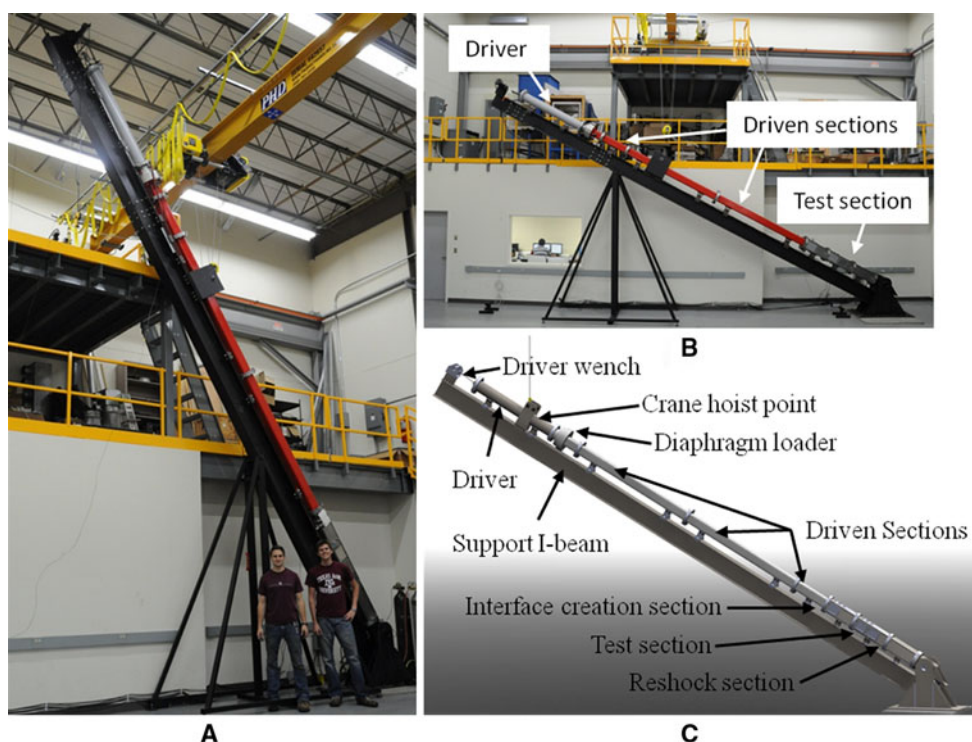 PHD
A
Driver
Driven sections
Test section
B
Driver wench
Crane hoist point
Diaphragm loader
Driver
Support I-beam
Driven Sections
Interface creation section
Test section
Reshock section
C